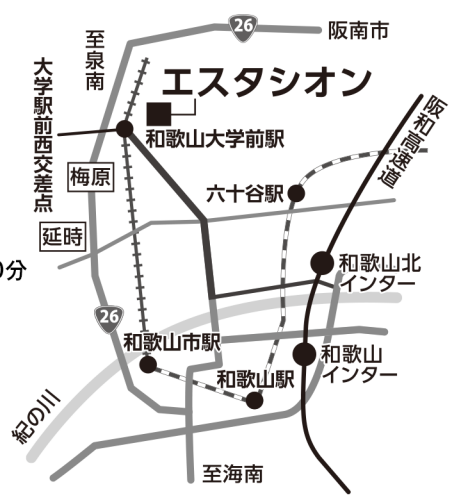 26
阪南市
至泉南
エスタシオン
大学駅前西交差点
和歌山大学前駅
阪和高速道
梅原
六十谷駅
延時
0分
和歌山北
インター
26
和歌山市駅
和歌山
インター
和歌山駅
紀の川
至海南